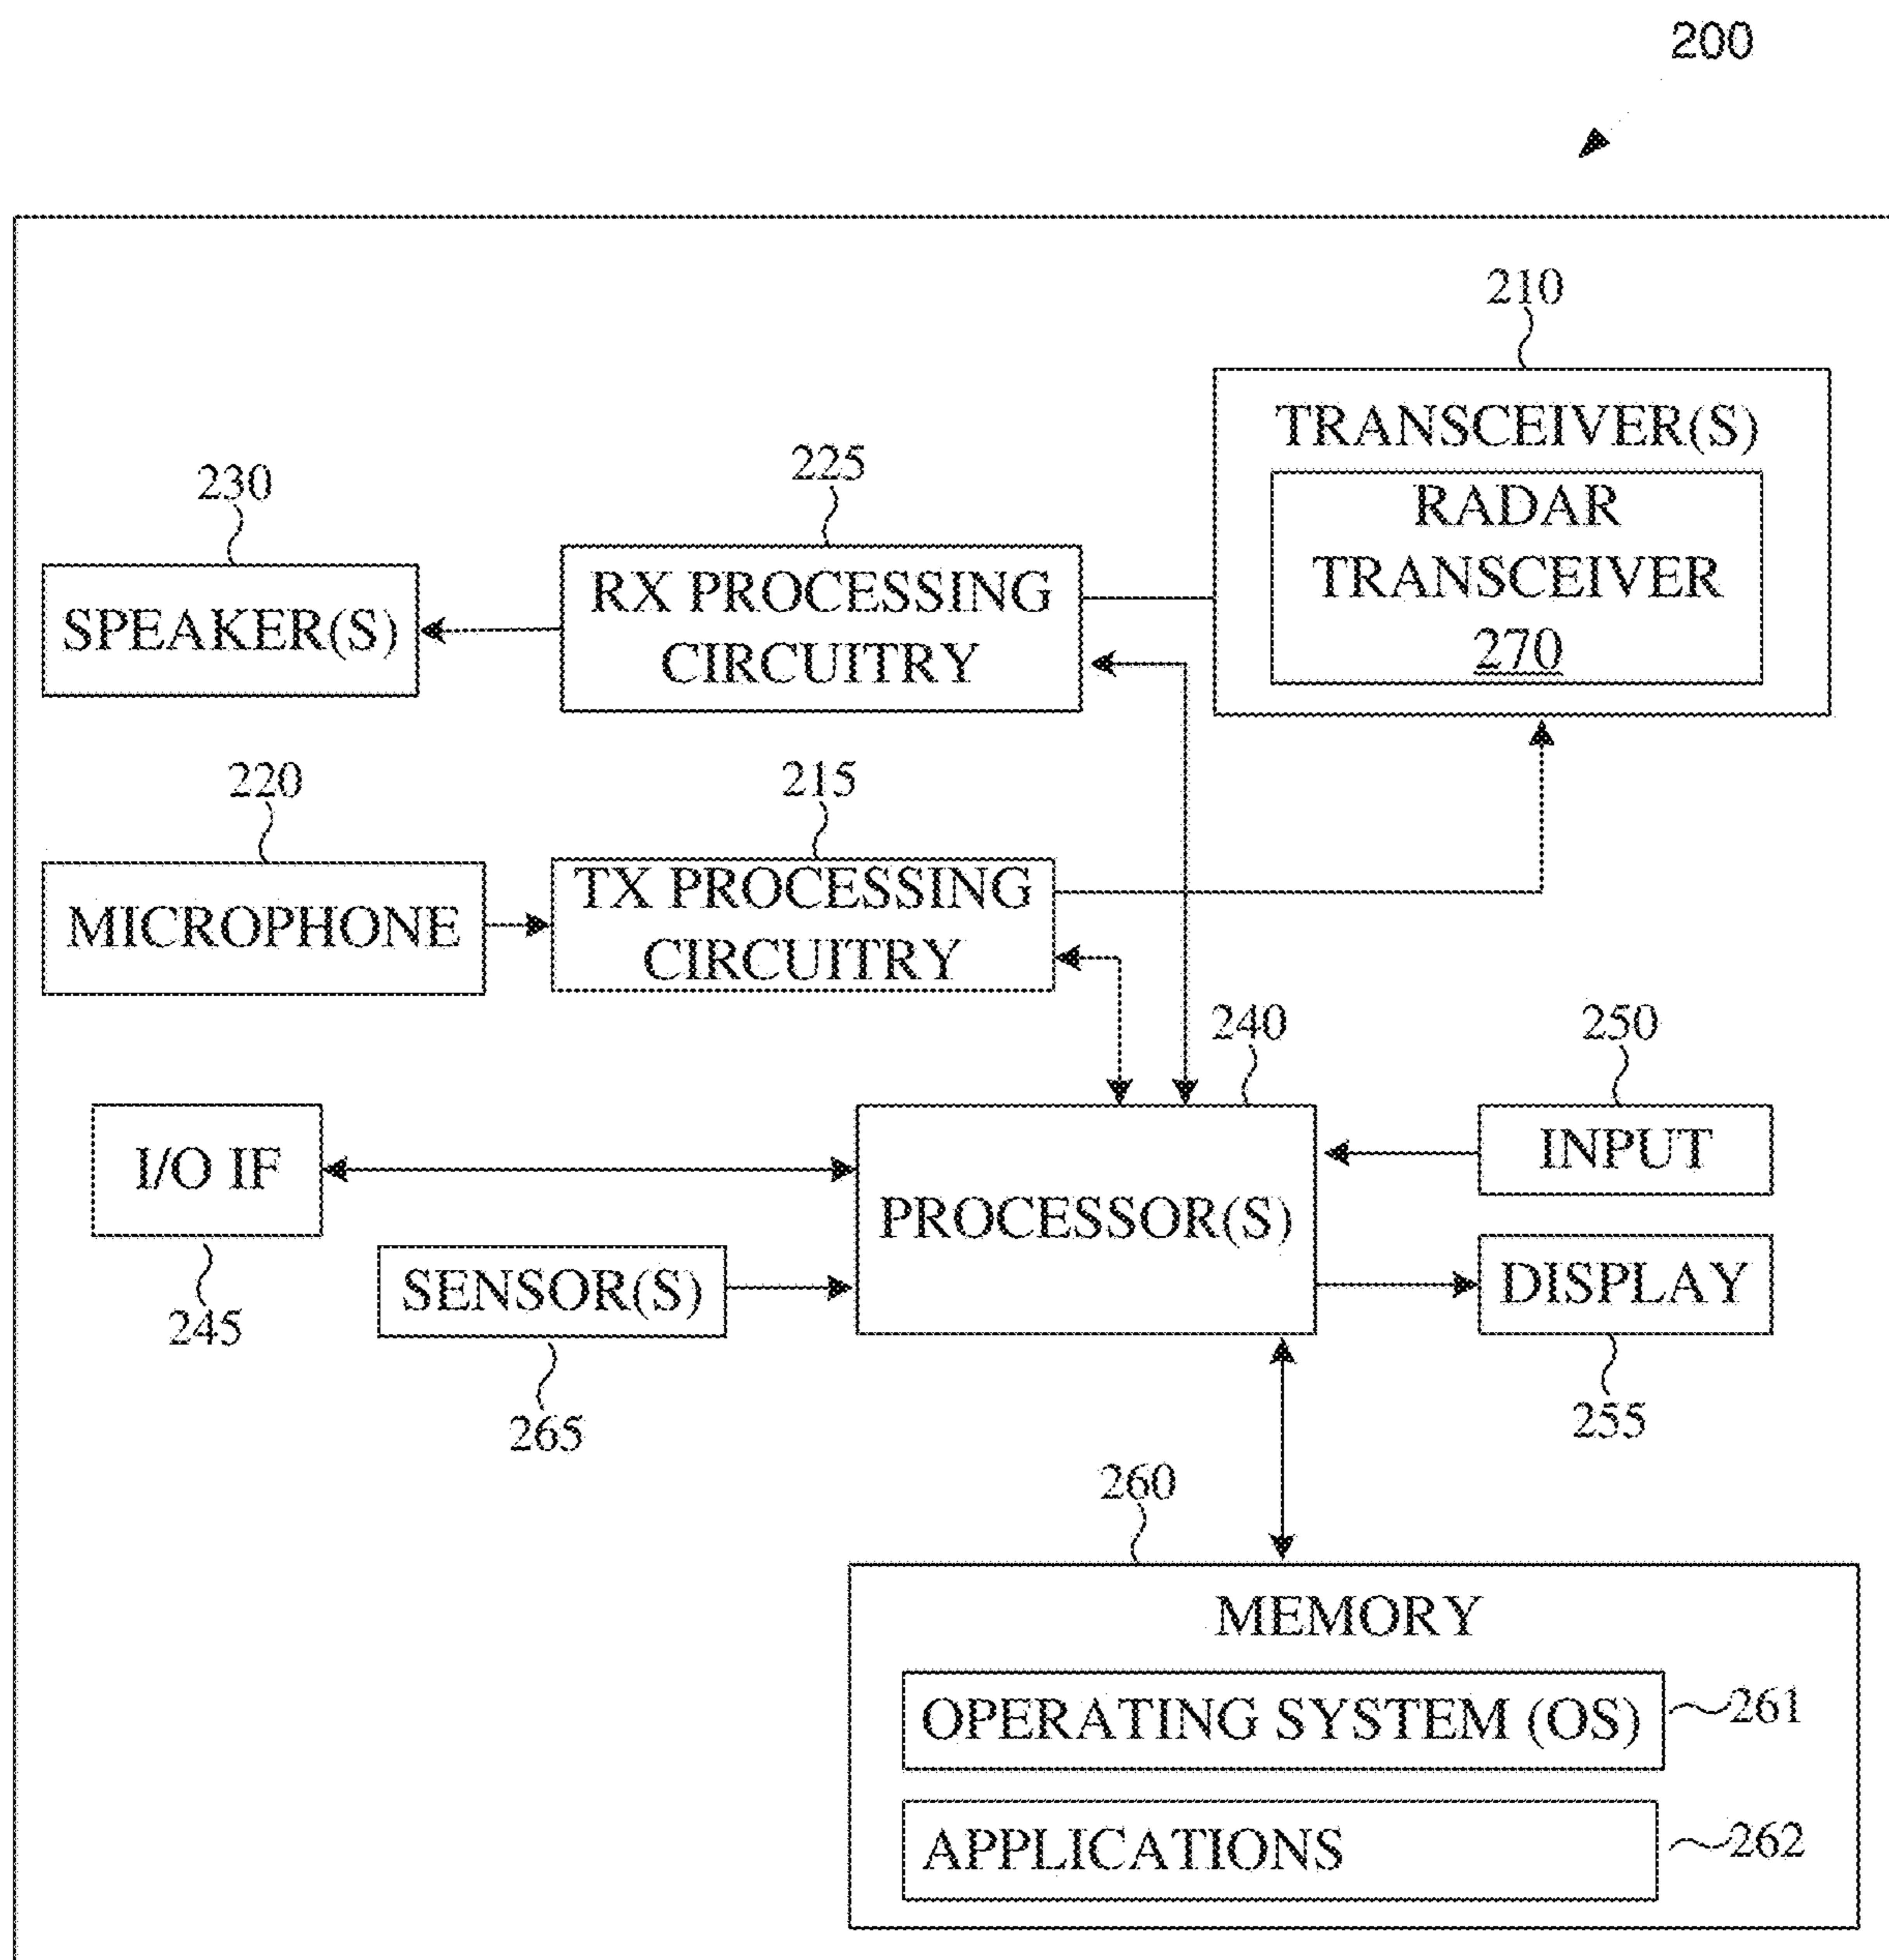 200
210
TRANSCEIVER(S)
RADAR
TRANSCEIVER
270
225
RX PROCESSING
CIRCUITRY
230
SPEAKER(S)
220
MICROPHONE
215
TX PROCESSING
CIRCUITRY
240
PROCESSOR(S)
250
INPUT
I/O IF
245
SENSOR(S)
265
DISPLAY
255
260
MEMORY
OPERATING SYSTEM (OS)
261
APPLICATIONS
262